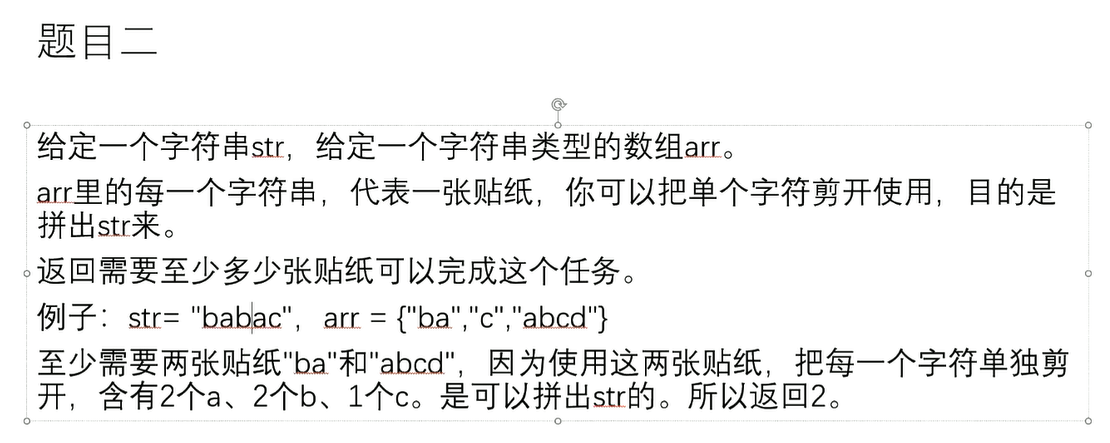 题目二
给定一个字符串str，给定一个字符串类型的数组arr。
arr里的每一个字符串，代表一张贴纸，你可以把单个字符剪开使用，目的是
拼出str来。
返回需要至少多少张贴纸可以完成这个任务。
例子：str= "babac"，arr = {"ba","c","abcd"}
至少需要两张贴纸"ba"和"abcd"，因为使用这两张贴纸，把每一个字符单独剪
开，含有2个a、2个b、1个c。是可以拼出str的。所以返回2。